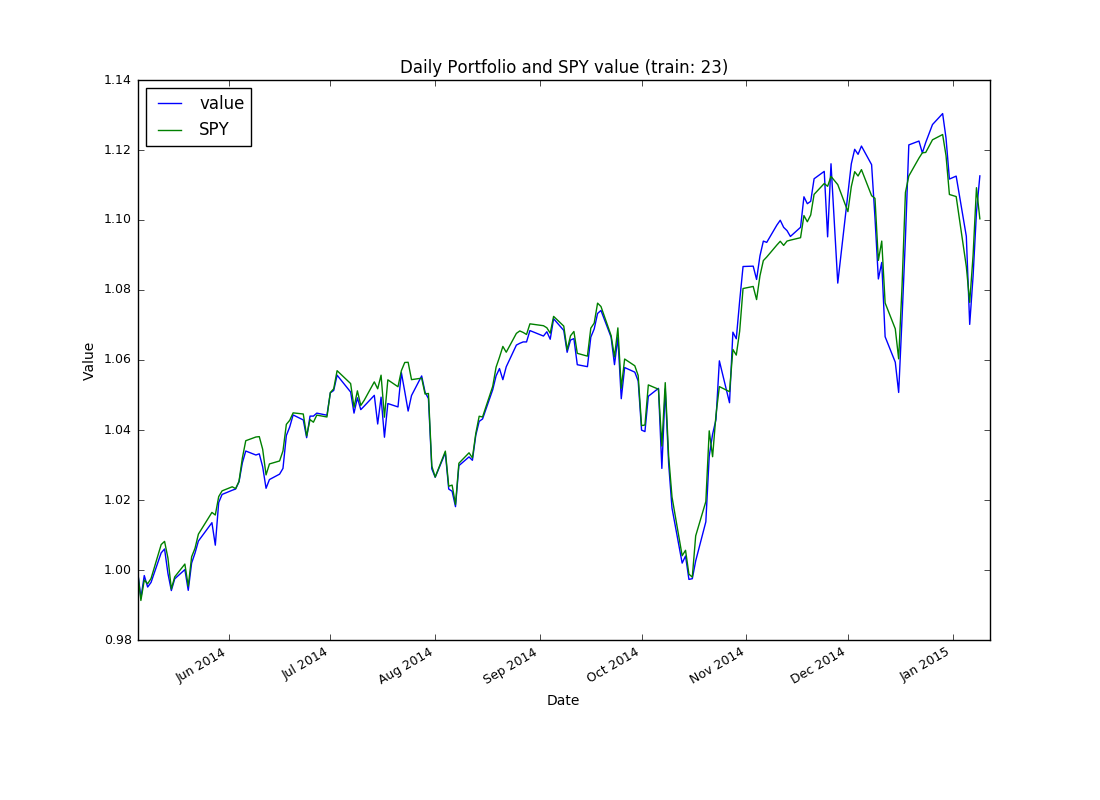 Daily Portfolio and SPY value (train: 23)
1.14
value
SPY
1.12
1.10
1.08
1.06
1.04
1.02
1.00
0.98
Value
Jun 2014
Jul 2014
Aug 2014
Sep 2014
Oct 2014
Nov 2014
Dec 2014
Jan 2015
Date